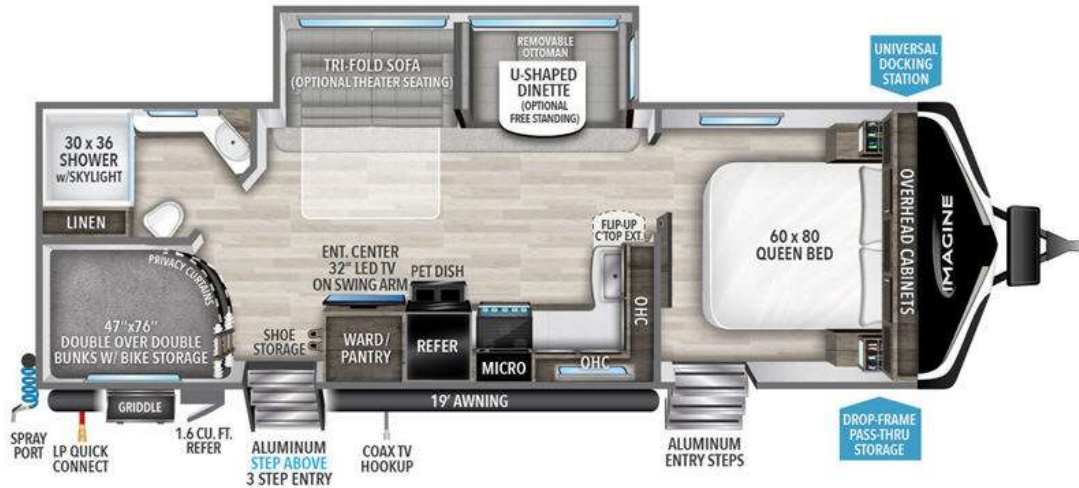 REMOVABLE
OTTOMAN
TRI-FOLD SOFA
(OPTIONAL THEATER SEATING)
U-SHAPED
DINETTE
(OPTIONAL
FREE STANDING)
UNIVERSAL
DOCKING
STATION
30 x 36
SHOWER
w/SKYLIGHT
LINEN
PRIVACY CURTAINS
47"x76"
DOUBLE OVER DOUBLE
BUNKS W/ BIKE STORAGE
SHOE
STORAGE
ENT. CENTER
32" LED TV
ON SWING ARM
PET DISH
WARD/
PANTRY
REFER
MICRO
FLIP-UP
C'TOP EXT.
OHC
OHC
60 x 80
QUEEN BED
OVERHEAD CABINETS
IMAGINE
19' AWNING
GRIDDLE
SPRAY
PORT
LP QUICK
CONNECT
1.6 CU. FT.
REFER
ALUMINUM
STEP ABOVE
3 STEP ENTRY
COAX TV
HOOKUP
ALUMINUM
ENTRY STEPS
DROP-FRAME
PASS-THRU
STORAGE